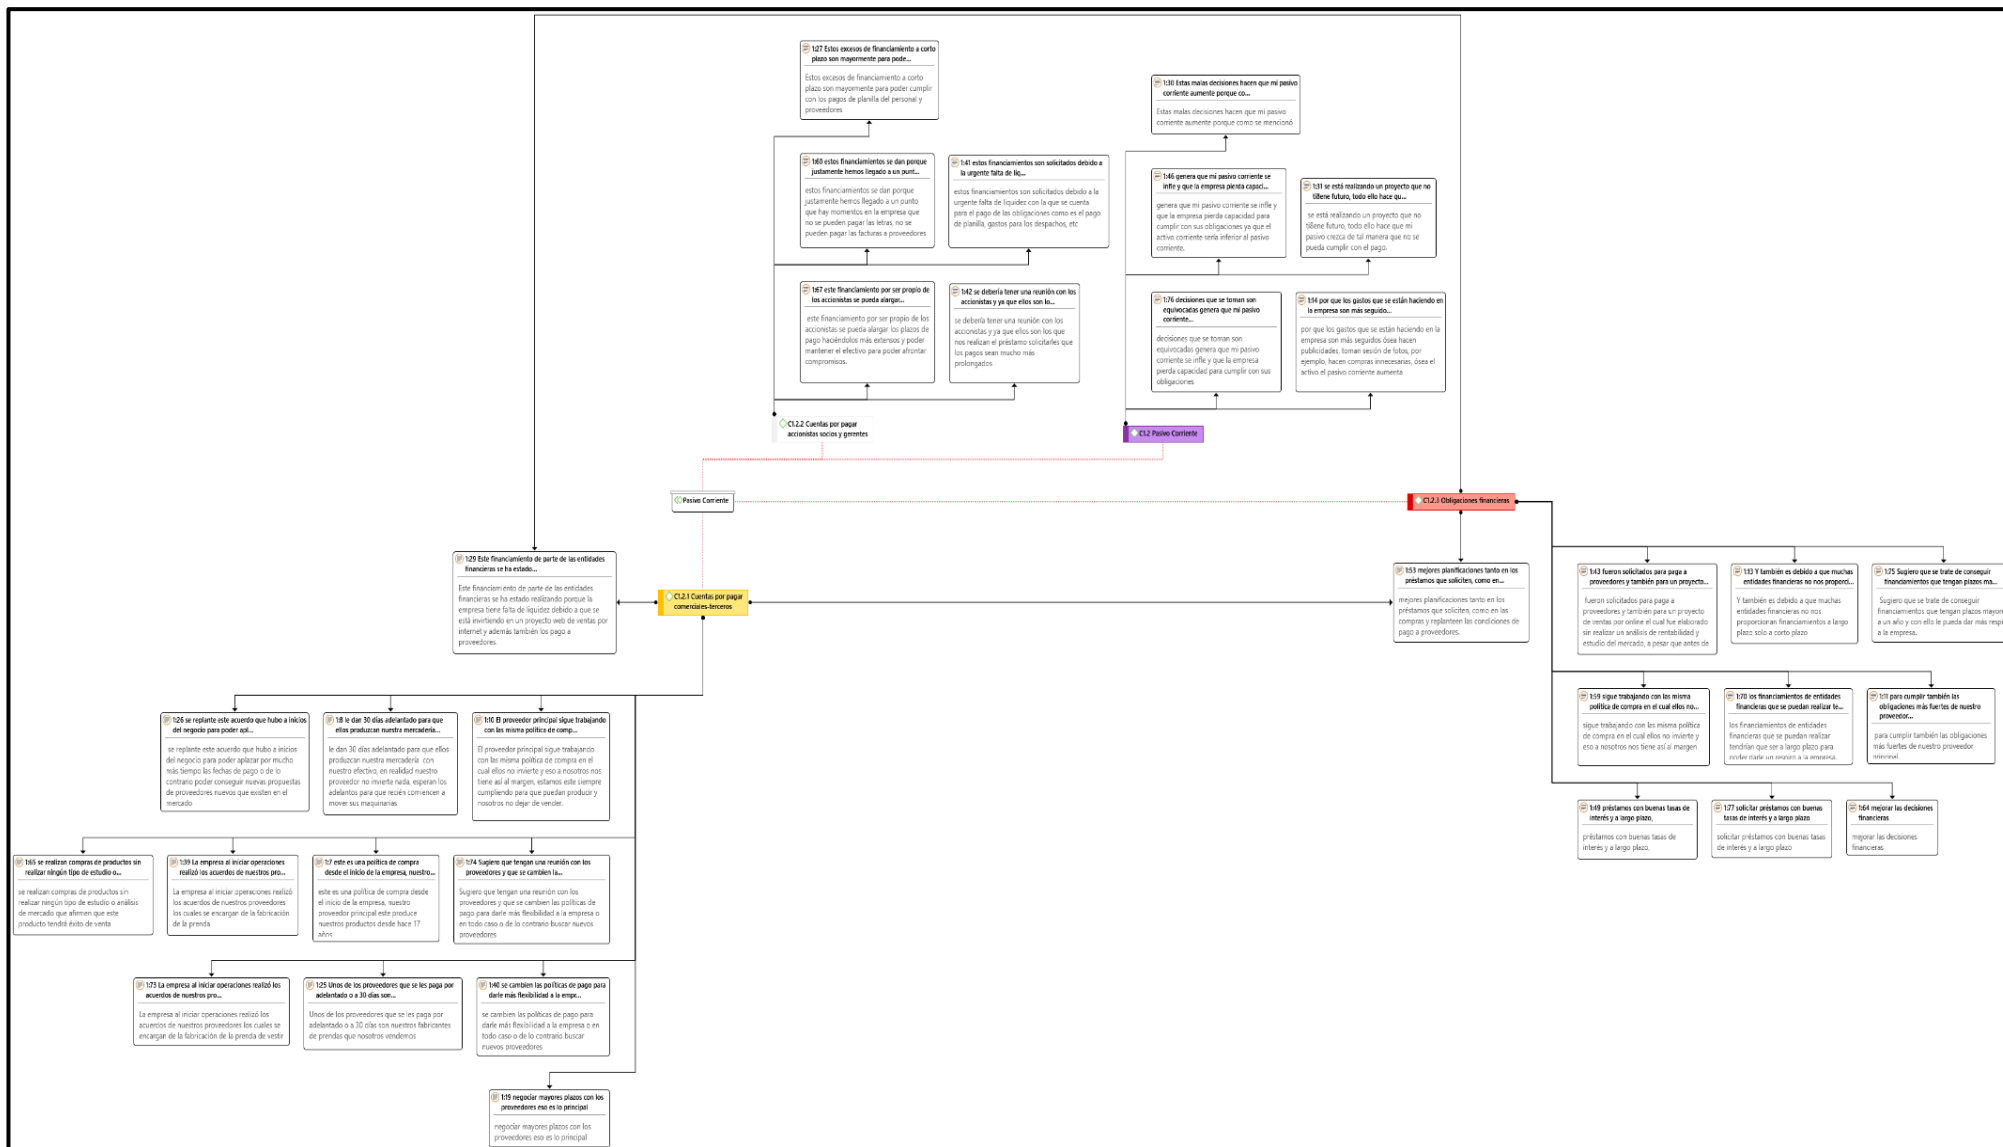 1:27 Estos excesos de financiamiento a corto
plazo son mayormente para pode...
Estos excesos de financiamiento a corto
plazo son mayormente para poder cumplir
con los pagos de planilla del personal y
proveedores
1:30 Estas malas decisiones hacen que mi pasivo
corriente aumente porque co...
Estas malas decisiones hacen que mi pasivo
corriente aumente porque como se mencionó
1:60 estos financiamientos se dan porque
justamente hemos llegado a un punt...
estos financiamientos se dan porque
justamente hemos llegado a un punto
que hay momentos en la empresa que
no se pueden pagar las letras, no se
pueden pagar las facturas a proveedores
1:41 estos financiamientos son solicitados debido a
la urgente falta de liq...
estos financiamientos son solicitados debido a la
urgente falta de liquidez con la que se cuenta
para el pago de las obligaciones como es el pago
de planilla, gastos para los despachos, etc
1:46 genera que mi pasivo corriente se
infle y que la empresa pierda capaci...
genera que mi pasivo corriente se infle y
que la empresa pierda capacidad para
cumplir con sus obligaciones ya que el
activo corriente sería inferior al pasivo
corriente.
1:31 se está realizando un proyecto que no
ti8ene futuro, todo ello hace qu...
se está realizando un proyecto que no
ti8ene futuro, todo ello hace que mi
pasivo crezca de tal manera que no se
pueda cumplir con el pago.
1:67 este financiamiento por ser propio de
los accionistas se pueda alargar...
este financiamiento por ser propio de los
accionistas se pueda alargar los plazos de
pago haciéndolos más extensos y poder
mantener el efectivo para poder afrontar
compromisos.
1:42 se debería tener una reunión con los
accionistas y ya que ellos son lo...
se debería tener una reunión con los
accionistas y ya que ellos son los que
nos realizan el préstamo solicitarles que
los pagos sean mucho más
prolongados
1:76 decisiones que se toman son
equivocadas genera que mi pasivo
corriente...
decisiones que se toman son
equivocadas genera que mi pasivo
corriente se infle y que la empresa
pierda capacidad para cumplir con sus
obligaciones
1:14 por que los gastos que se están haciendo en
la empresa son más seguido...
por que los gastos que se están haciendo en la
empresa son más seguidos ósea hacen
publicidades, toman sesión de fotos, por
ejemplo, hacen compras innecesarias, ósea el
activo el pasivo corriente aumenta
C1.2.2 Cuentas por pagar
accionistas socios y gerentes
C1.2 Pasivo Corriente
Pasivo Corriente
C1.2.3 Obligaciones financieras
1:29 Este financiamiento de parte de las entidades
financieras se ha estado...
Este financiamiento de parte de las entidades
financieras se ha estado realizando porque la
empresa tiene falta de liquidez debido a que se
está invirtiendo en un proyecto web de ventas por
internet y además también los pago a
proveedores.
C1.2.1 Cuentas por pagar
comerciales-terceros
1:53 mejores planificaciones tanto en los
préstamos que soliciten, como en...
mejores planificaciones tanto en los
préstamos que soliciten, como en las
compras y replanteen las condiciones de
pago a proveedores.
1:43 fueron solicitados para paga a
proveedores y también para un proyecto...
fueron solicitados para paga a
proveedores y también para un proyecto
de ventas por online el cual fue elaborado
sin realizar un análisis de rentabilidad y
estudio del mercado, a pesar que antes de
1:13 Y también es debido a que muchas
entidades financieras no nos proporci...
Y también es debido a que muchas
entidades financieras no nos
proporcionan financiamientos a largo
plazo solo a corto plazo
1:75 Sugiero que se trate de conseguir
financiamientos que tengan plazos ma...
Sugiero que se trate de conseguir
financiamientos que tengan plazos mayore
a un año y con ello le pueda dar más respi
a la empresa.
1:26 se replante este acuerdo que hubo a inicios
del negocio para poder apl...
se replante este acuerdo que hubo a inicios
del negocio para poder aplazar por mucho
más tiempo las fechas de pago o de lo
contrario poder conseguir nuevas propuestas
de proveedores nuevos que existen en el
mercado
1:8 le dan 30 días adelantado para que
ellos produzcan nuestra mercadería...
le dan 30 días adelantado para que ellos
produzcan nuestra mercadería con
nuestro efectivo, en realidad nuestro
proveedor no invierte nada, esperan los
adelantos para que recién comiencen a
mover sus maquinarias
1:10 El proveedor principal sigue trabajando
con las misma política de comp...
El proveedor principal sigue trabajando
con las misma política de compra en el
cual ellos no invierte y eso a nosotros nos
tiene así al margen, estamos este siempre
cumpliendo para que puedan producir y
nosotros no dejar de vender.
1:59 sigue trabajando con las misma
política de compra en el cual ellos no...
sigue trabajando con las misma política
de compra en el cual ellos no invierte y
eso a nosotros nos tiene así al margen
1:70 los financiamientos de entidades
financieras que se puedan realizar te...
los financiamientos de entidades
financieras que se puedan realizar
tendrían que ser a largo plazo para
poder darle un respiro a la empresa.
1:11 para cumplir también las
obligaciones más fuertes de nuestro
proveedor...
para cumplir también las obligaciones
más fuertes de nuestro proveedor
principal
1:49 préstamos con buenas tasas de
interés y a largo plazo,
préstamos con buenas tasas de
interés y a largo plazo,
1:77 solicitar préstamos con buenas
tasas de interés y a largo plazo
solicitar préstamos con buenas tasas
de interés y a largo plazo
1:64 mejorar las decisiones
financieras
mejorar las decisiones
financieras
1:65 se realizan compras de productos sin
realizar ningún tipo de estudio o...
se realizan compras de productos sin
realizar ningún tipo de estudio o análisis
de mercado que afirmen que este
producto tendrá éxito de venta
1:39 La empresa al iniciar operaciones
realizó los acuerdos de nuestros pro...
La empresa al iniciar operaciones realizó
los acuerdos de nuestros proveedores
los cuales se encargan de la fabricación
de la prenda
1:7 este es una política de compra
desde el inicio de la empresa, nuestro...
este es una política de compra desde
el inicio de la empresa, nuestro
proveedor principal este produce
nuestros productos desde hace 17
años
1:74 Sugiero que tengan una reunión con los
proveedores y que se cambien la...
Sugiero que tengan una reunión con los
proveedores y que se cambien las políticas de
pago para darle más flexibilidad a la empresa o
en todo caso o de lo contrario buscar nuevos
proveedores
1:73 La empresa al iniciar operaciones realizó los
acuerdos de nuestros pro...
La empresa al iniciar operaciones realizó los
acuerdos de nuestros proveedores los cuales se
encargan de la fabricación de la prenda de vestir
1:25 Unos de los proveedores que se les paga por
adelantado o a 30 días son...
Unos de los proveedores que se les paga por
adelantado o a 30 días son nuestros fabricantes
de prendas que nosotros vendemos
1:40 se cambien las políticas de pago para
darle más flexibilidad a la empr...
se cambien las políticas de pago para
darle más flexibilidad a la empresa o en
todo caso o de lo contrario buscar
nuevos proveedores
1:19 negociar mayores plazos con los
proveedores eso es lo principal
negociar mayores plazos con los
proveedores eso es lo principal